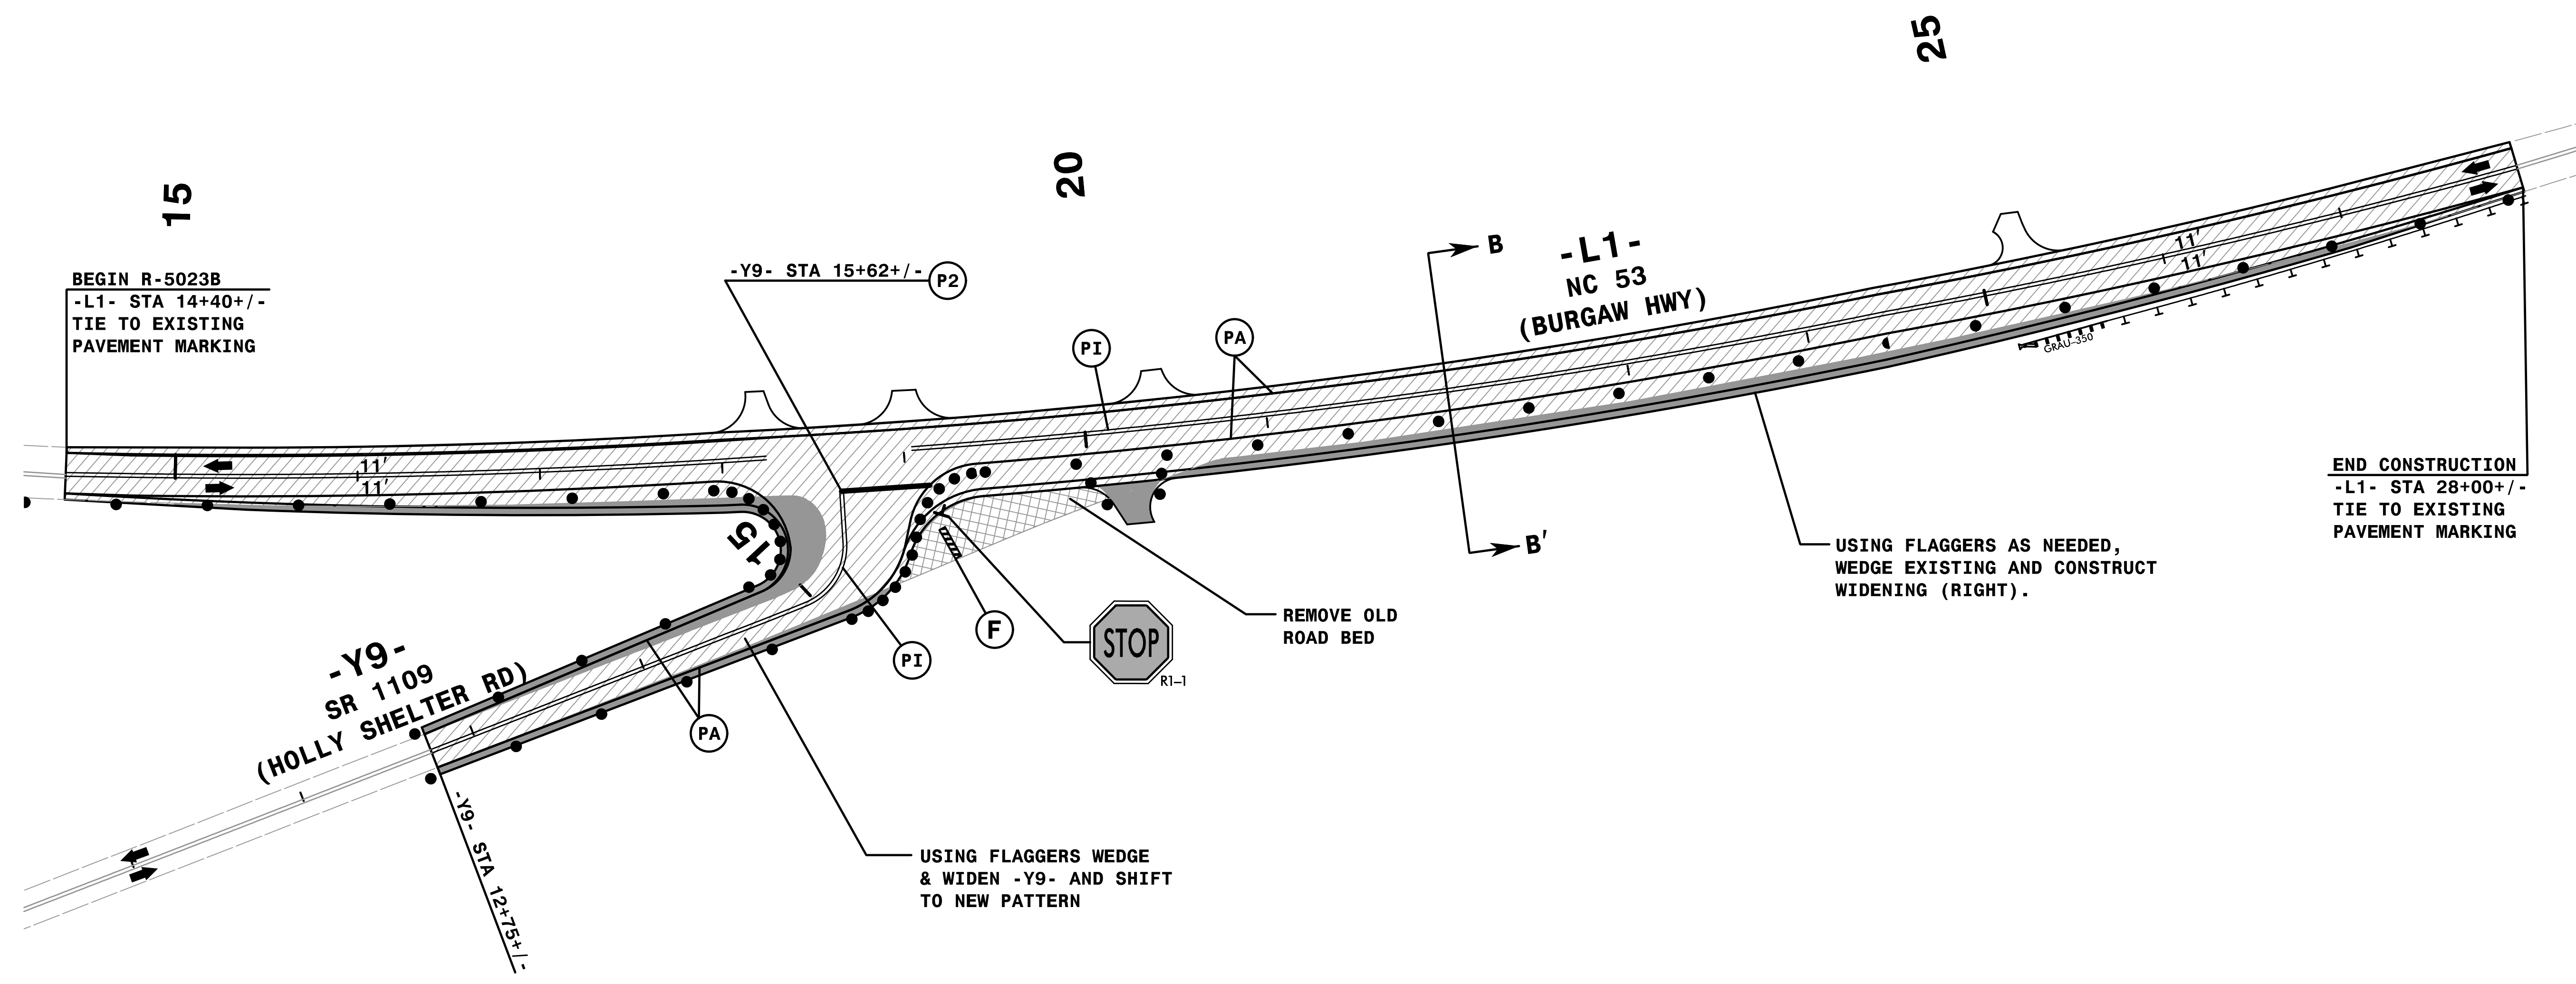 25
15
20
BEGIN R-5023B
-L1- STA 14+40+/-
TIE TO EXISTING
PAVEMENT MARKING
-Y9- STA 15+62+/-
P2
B
-L1-
NC 53
(BURGAW HWY)
11'
11'
PI
PA
GRAU-350
11'
11'
END CONSTRUCTION
-L1- STA 28+00+/-
TIE TO EXISTING
PAVEMENT MARKING
15
B'
USING FLAGGERS AS NEEDED,
WEDGE EXISTING AND CONSTRUCT
WIDENING (RIGHT).
REMOVE OLD
ROAD BED
F
STOP
R1-1
PI
-Y9-
SR 1109
(HOLLY SHELTER RD)
PA
-Y9- STA 12+75+/-
USING FLAGGERS WEDGE
& WIDEN -Y9- AND SHIFT
TO NEW PATTERN